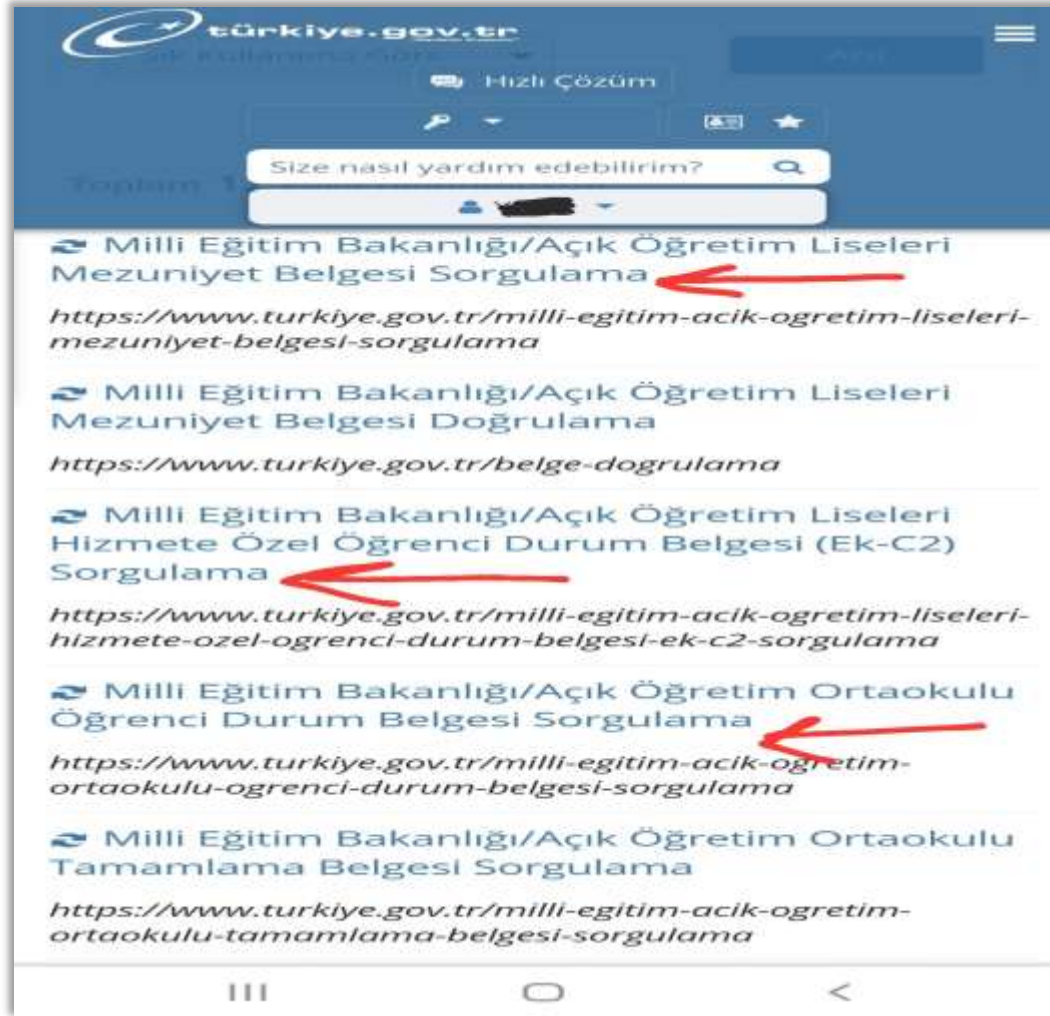 türkiye.gov.tr
Hızlı Çözüm
Size nasıl yardım edebilirim?
Toplam 1
Milli Eğitim Bakanlığı/Açık Öğretim Liseleri
Mezuniyet Belgesi Sorgulama
https://www.turkiye.gov.tr/milli-egitim-acik-ogretim-liseleri-
mezuniyet-belgesi-sorgulama
Milli Eğitim Bakanlığı/Açık Öğretim Liseleri
Mezuniyet Belgesi Doğrulama
https://www.turkiye.gov.tr/belge-dogrulama
Milli Eğitim Bakanlığı/Açık Öğretim Liseleri
Hizmete Özel Öğrenci Durum Belgesi (Ek-C2)
Sorgulama
https://www.turkiye.gov.tr/milli-egitim-acik-ogretim-liseleri-
hizmete-ozel-ogrenci-durum-belgesi-ek-c2-sorgulama
Milli Eğitim Bakanlığı/Açık Öğretim Ortaokulu
Öğrenci Durum Belgesi Sorgulama
https://www.turkiye.gov.tr/milli-egitim-acik-ogretim-
ortaokulu-ogrenci-durum-belgesi-sorgulama
Milli Eğitim Bakanlığı/Açık Öğretim Ortaokulu
Tamamlama Belgesi Sorgulama
https://www.turkiye.gov.tr/milli-egitim-acik-ogretim-
ortaokulu-tamamlama-belgesi-sorgulama